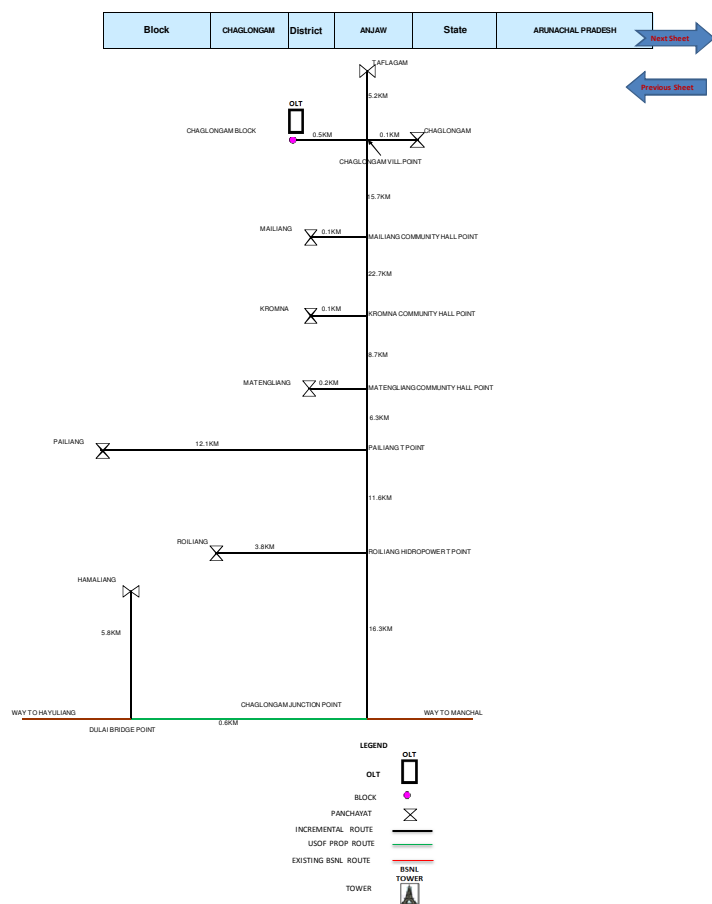 Block CHAGLONGAM District ANJAW State ARUNACHAL PRADESH
Next Sheet
TAFLAGAM
Previous Sheet
5.2KM
OLT
CHAGLONGAM BLOCK 0.5KM 0.1KM CHAGLONGAM
CHAGLONGAM VILL.POINT
15.7KM
MAILIANG 0.1KM MAILIANG COMMUNITY HALL POINT
22.7KM
KROMNA 0.1KM KROMNA COMMUNITY HALL POINT
8.7KM
MATENGLIANG 0.2KM MATENGLIANG COMMUNITY HALL POINT
6.3KM
PAILIANG 12.1KM PAILIANG T POINT
11.6KM
ROILIANG 3.8KM ROILIANG HIDROPOWER T POINT
HAMALIANG
5.8KM 16.3KM
CHAGLONGAM JUNCTION POINT
WAY TO HAYULIANG WAY TO MANCHAL
0.6KM
DULAI BRIDGE POINT
LEGEND
OLT
OLT
BLOCK
PANCHAYAT
INCREMENTAL ROUTE
USOF PROP ROUTE
EXISTING BSNL ROUTE
BSNL
TOWER
TOWER